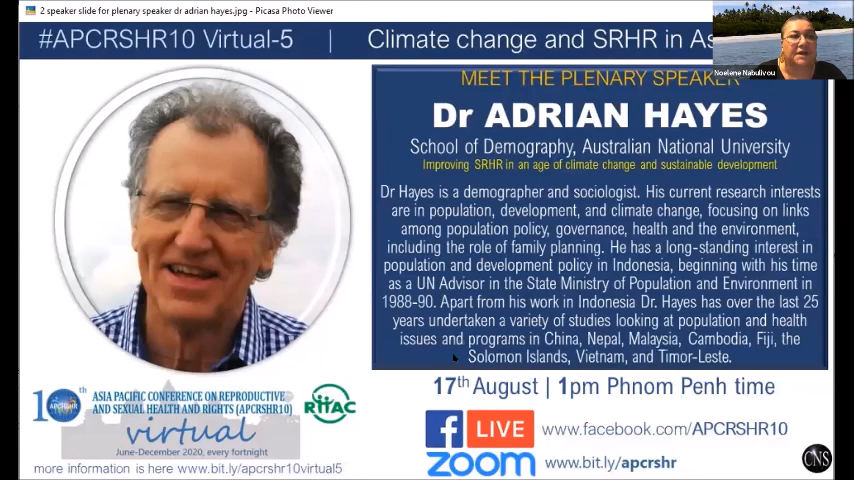 2 speaker slide for plenary speaker dr adrian hayes.jpg - Picasa Photo Viewer
#APCRSHR10 Virtual-5 | Climate change and SRHR in As
Noelene Nabulivou
MEET THE PLENARY SPEAKER
Dr ADRIAN HAYES
School of Demography, Australian National University
Improving SRHR in an age of climate change and sustainable development
Dr Hayes is a demographer and sociologist. His current research interests
are in population, development, and climate change, focusing on links
among population policy, governance, health and the environment,
including the role of family planning. He has a long-standing interest in
population and development policy in Indonesia, beginning with his time
as a UN Advisor in the State Ministry of Population and Environment in
1988-90. Apart from his work in Indonesia Dr. Hayes has over the last 25
years undertaken a variety of studies looking at population and health
issues and programs in China, Nepal, Malaysia, Cambodia, Fiji, the
Solomon Islands, Vietnam, and Timor-Leste.
10th ASIA PACIFIC CONFERENCE ON REPRODUCTIVE
AND SEXUAL HEALTH AND RIGHTS (APCRSHR10)
APCRSHR
virtual
June-December 2020, every fortnight
more information is here www.bit.ly/apcrshr10virtual5
RHAC
17th August | 1pm Phnom Penh time
f LIVE www.facebook.com/APCRSHR10
zoom www.bit.ly/apcrshr
CNS